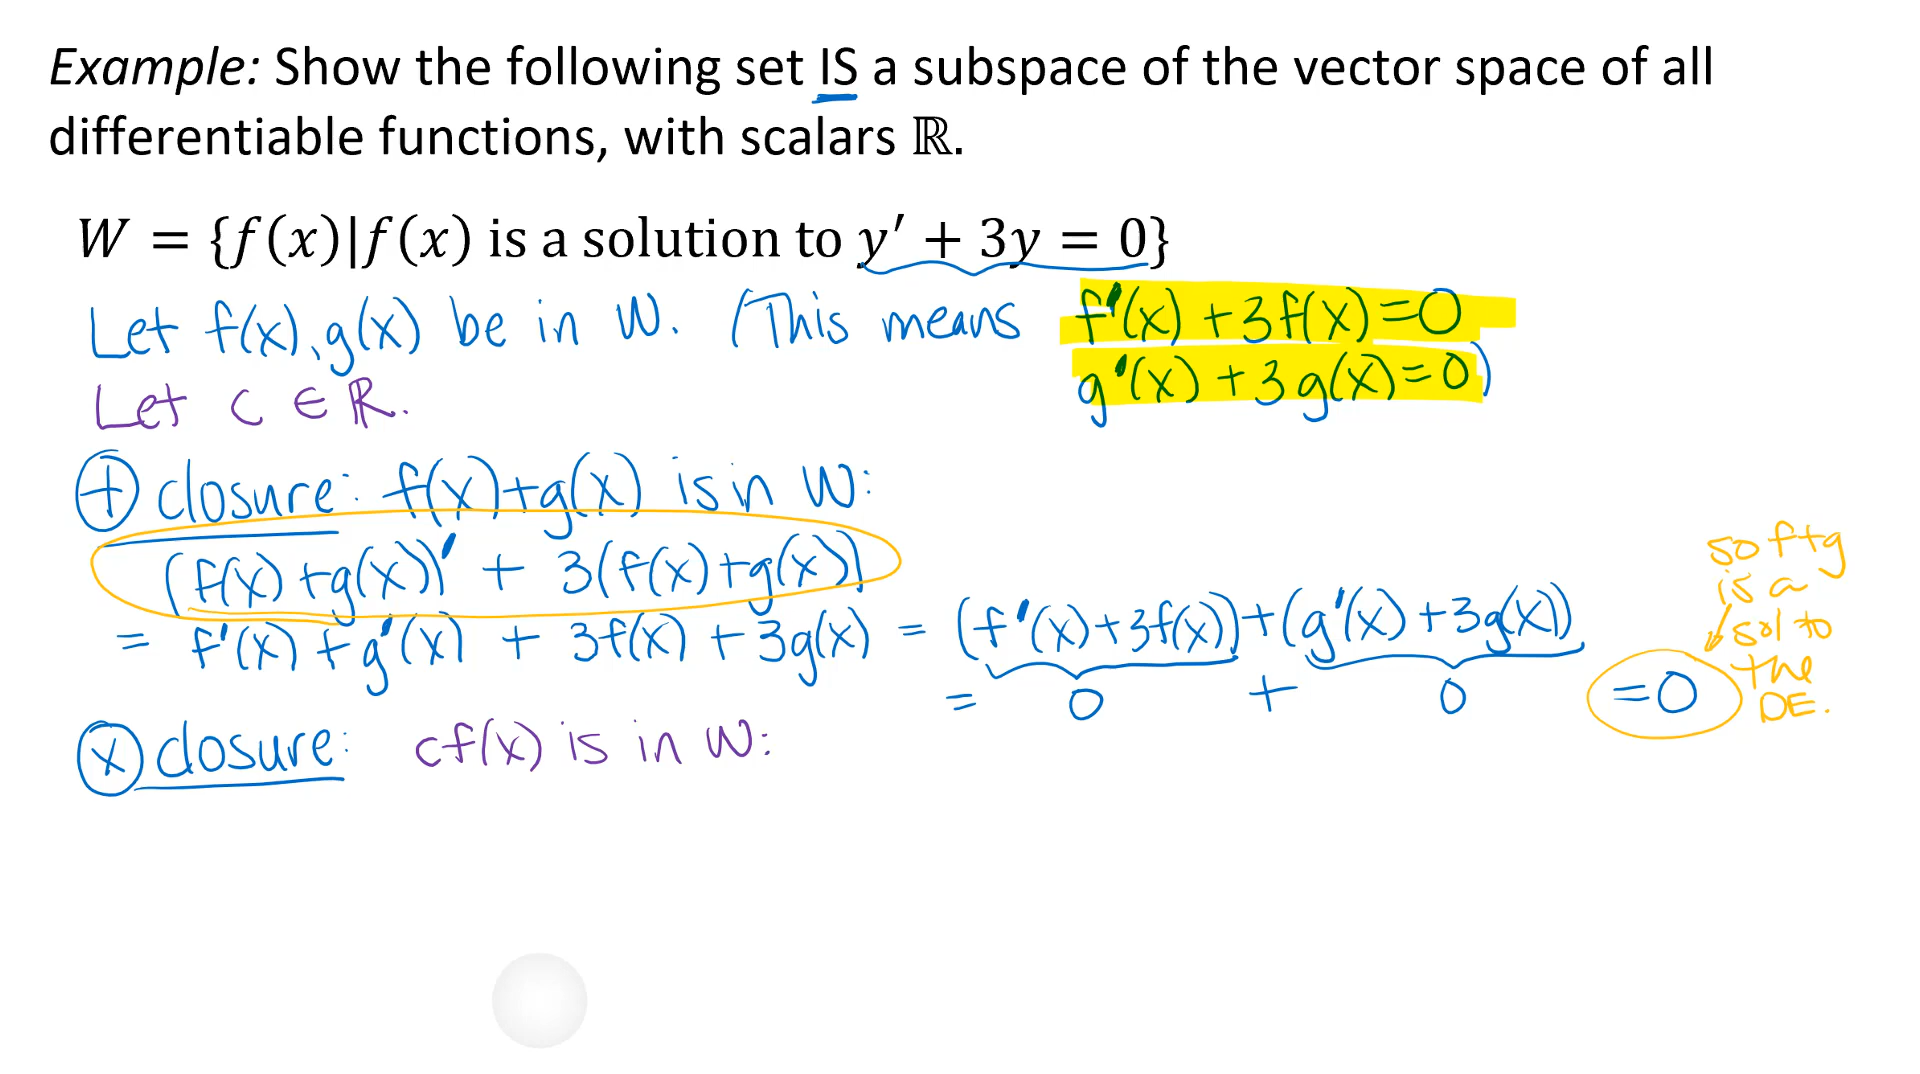 Example: Show the following set IS a subspace of the vector space of all
differentiable functions, with scalars ℝ.
W = {f(x)|f(x) is a solution to y′ + 3y = 0}
Let f(x), g(x) be in W. (This means f'(x) + 3f(x) = 0
g'(x) + 3g(x) = 0)
Let c ∈ ℝ.
⊕ closure: f(x)+g(x) is in W:
(f(x)+g(x))' + 3(f(x)+g(x))
= f'(x) + g'(x) + 3f(x) + 3g(x) = (f'(x)+3f(x))+(g'(x)+3g(x))
= 0 + 0 = 0
so f+g
is a
sol to
the
DE.
ⓧ closure: cf(x) is in W: